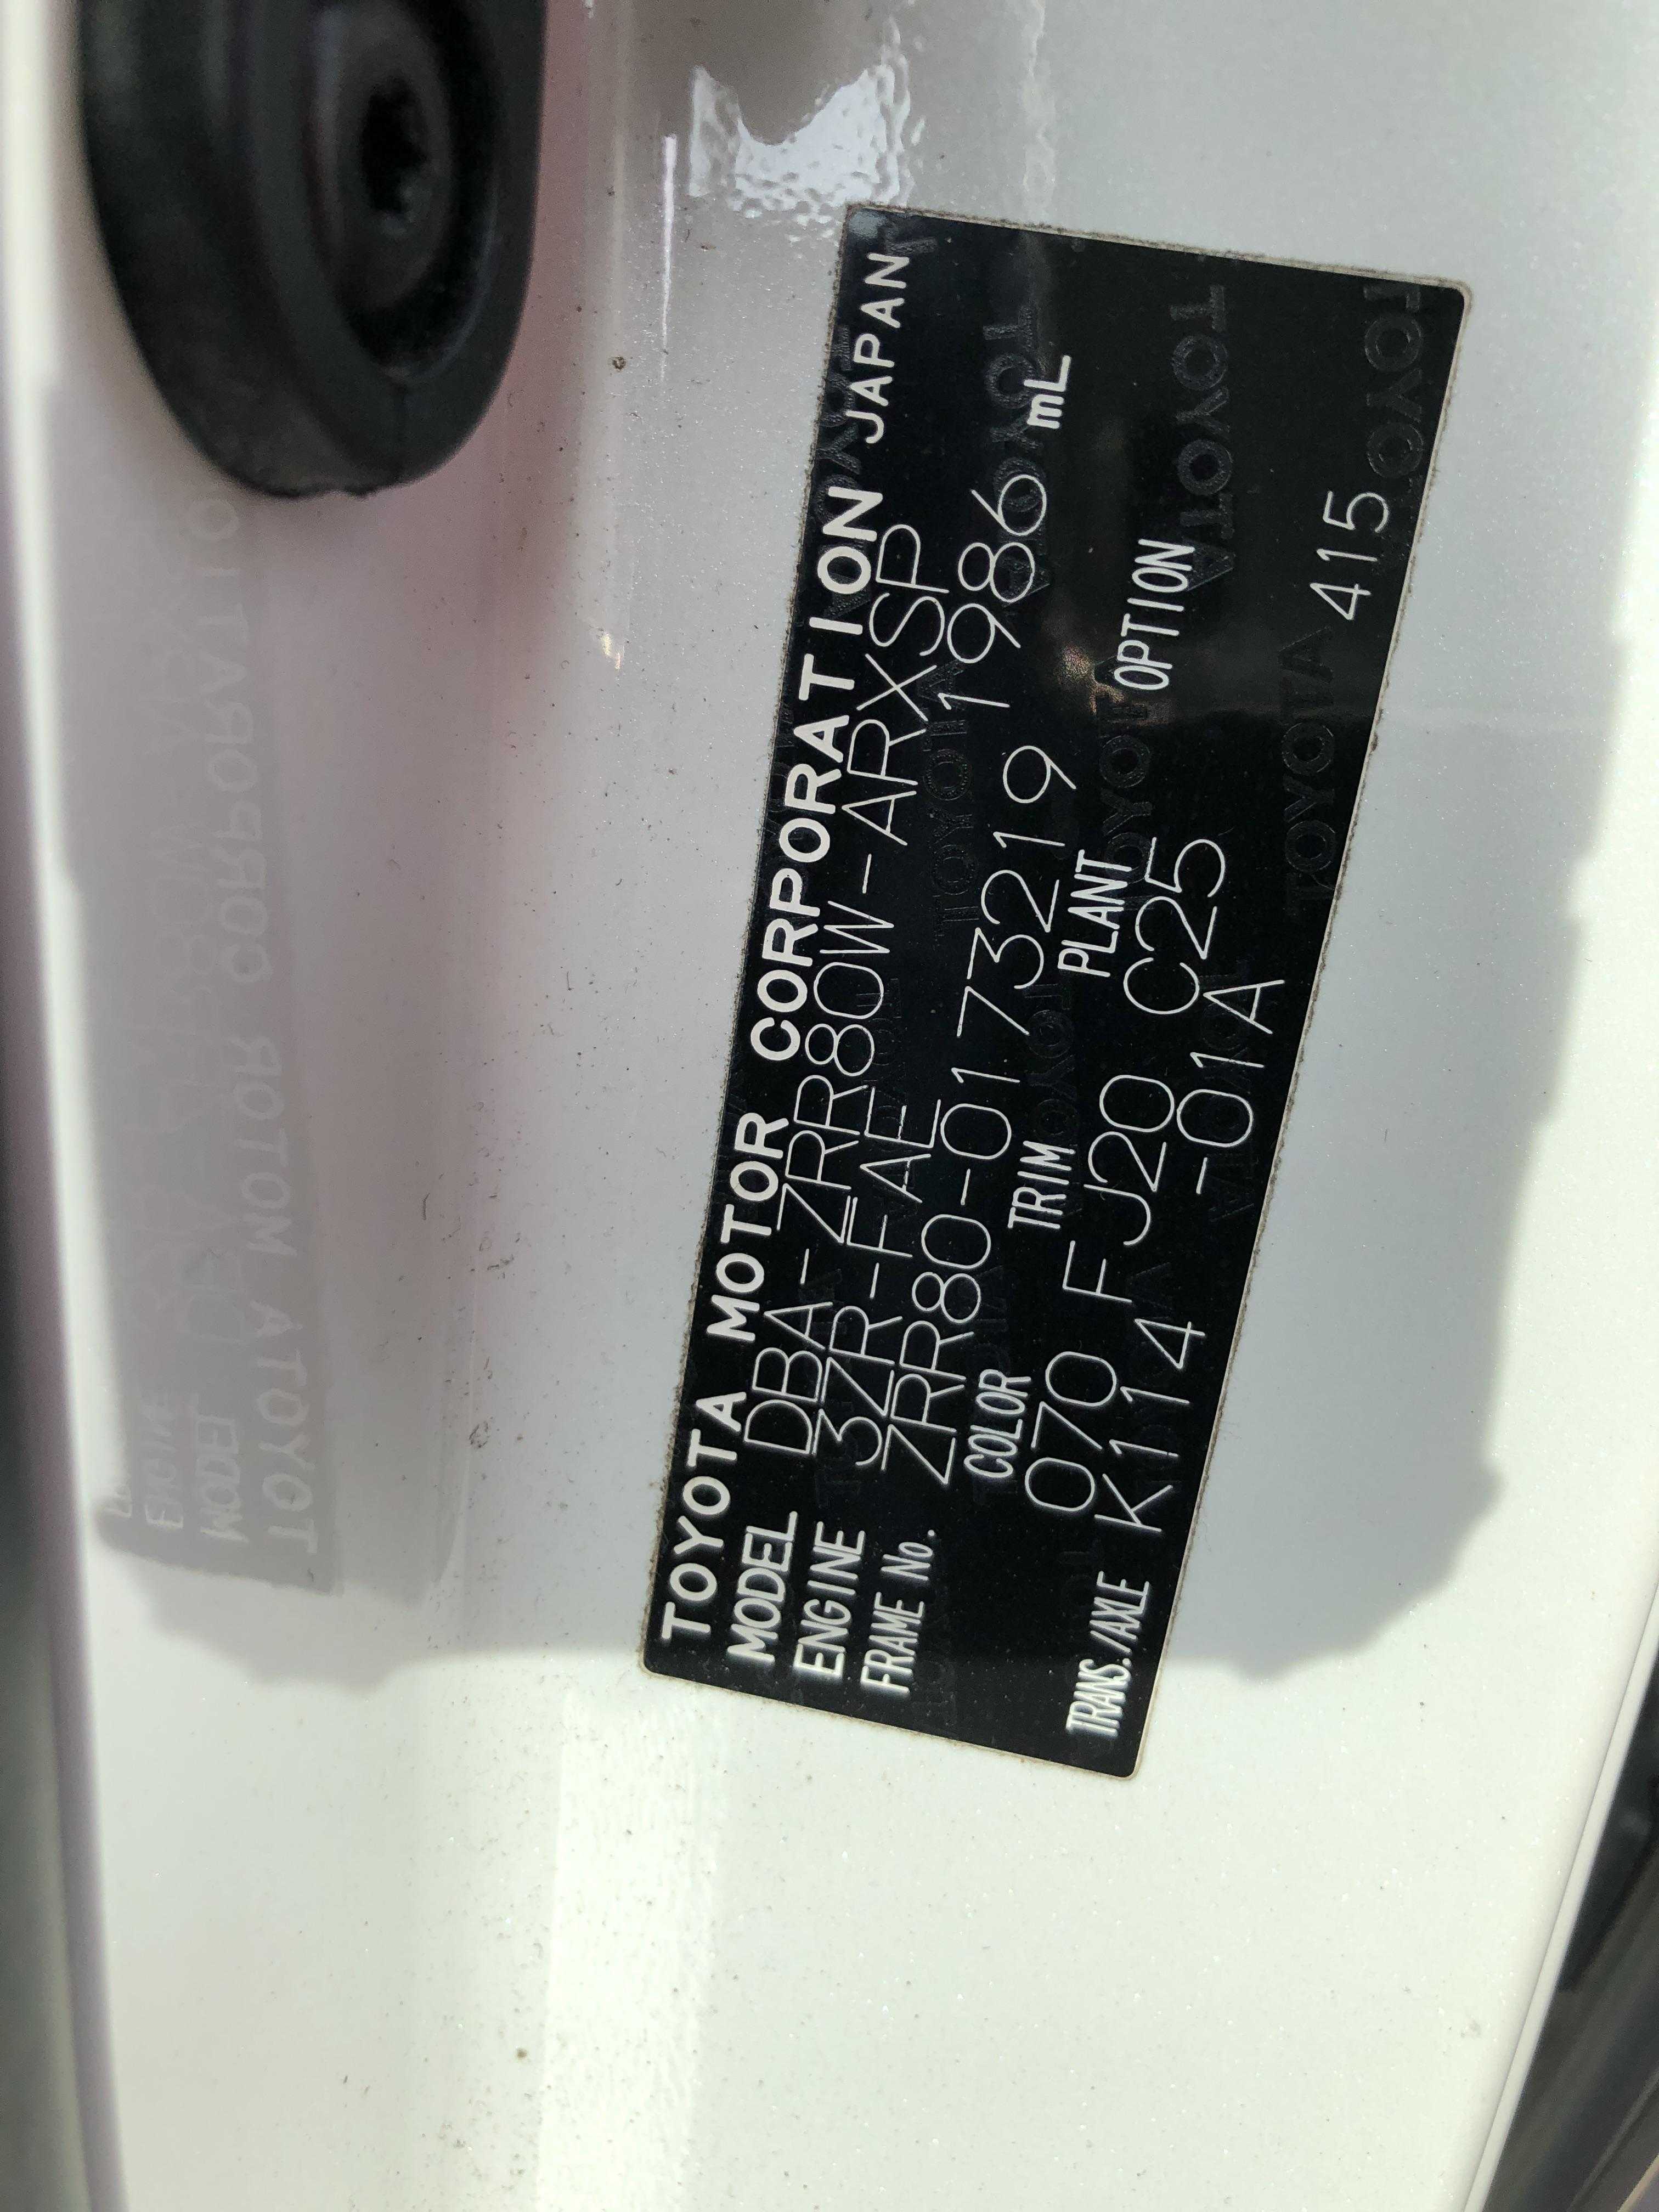 TOYOTA MOTOR CORPORATION JAPAN
MODEL DBA-ZRR80W-ARXSP
ENGINE 3ZR-FAE 1986 mL
FRAME No. ZRR80-0173219
COLOR TRIM PLANT OPTION
070 FJ20 C25
TRANS./AXLE K114 -01A 415